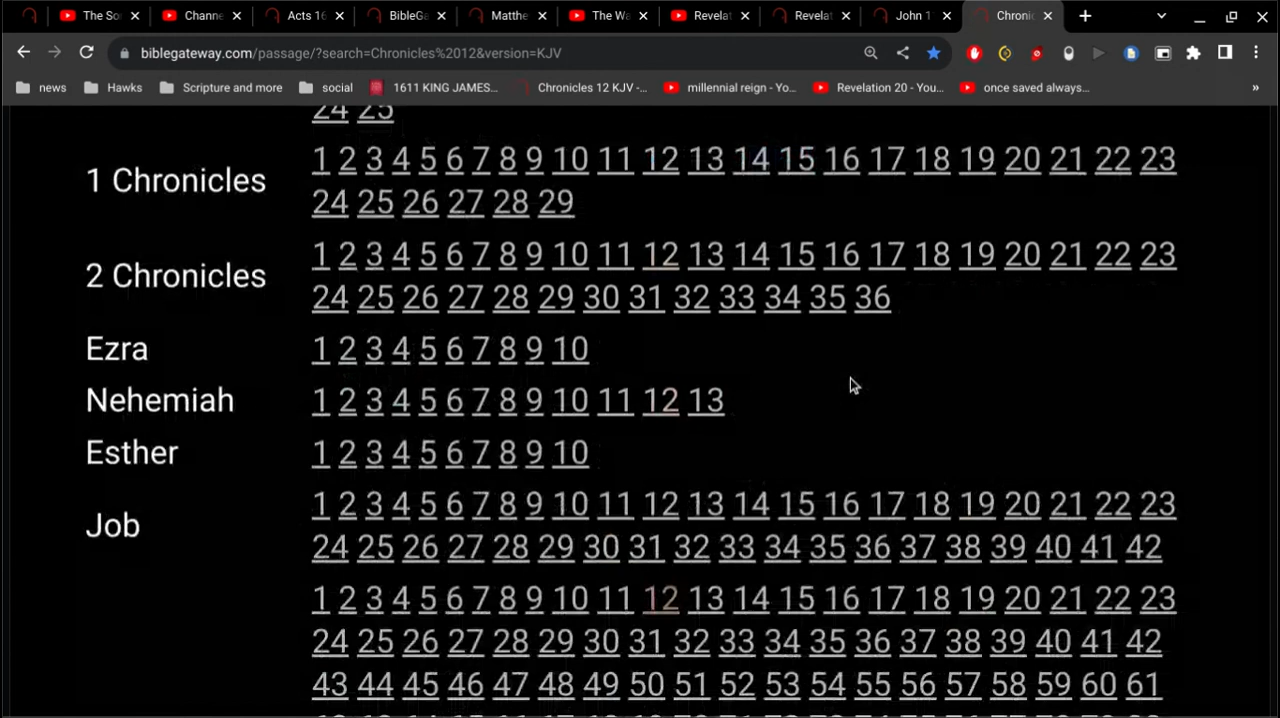 The So
Channe
Acts 16
BibleGa
Matthe
The Wa
Revelat
Revelat
John 1
Chronic
biblegateway.com/passage/?search=Chronicles%2012&version=KJV
news
Hawks
Scripture and more
social
1611 KING JAMES...
Chronicles 12 KJV -...
millennial reign - Yo...
Revelation 20 - You...
once saved always...
»
24 25
1 Chronicles
1 2 3 4 5 6 7 8 9 10 11 12 13 14 15 16 17 18 19 20 21 22 23
24 25 26 27 28 29
2 Chronicles
1 2 3 4 5 6 7 8 9 10 11 12 13 14 15 16 17 18 19 20 21 22 23
24 25 26 27 28 29 30 31 32 33 34 35 36
Ezra
1 2 3 4 5 6 7 8 9 10
Nehemiah
1 2 3 4 5 6 7 8 9 10 11 12 13
Esther
1 2 3 4 5 6 7 8 9 10
Job
1 2 3 4 5 6 7 8 9 10 11 12 13 14 15 16 17 18 19 20 21 22 23
24 25 26 27 28 29 30 31 32 33 34 35 36 37 38 39 40 41 42
1 2 3 4 5 6 7 8 9 10 11 12 13 14 15 16 17 18 19 20 21 22 23
24 25 26 27 28 29 30 31 32 33 34 35 36 37 38 39 40 41 42
43 44 45 46 47 48 49 50 51 52 53 54 55 56 57 58 59 60 61